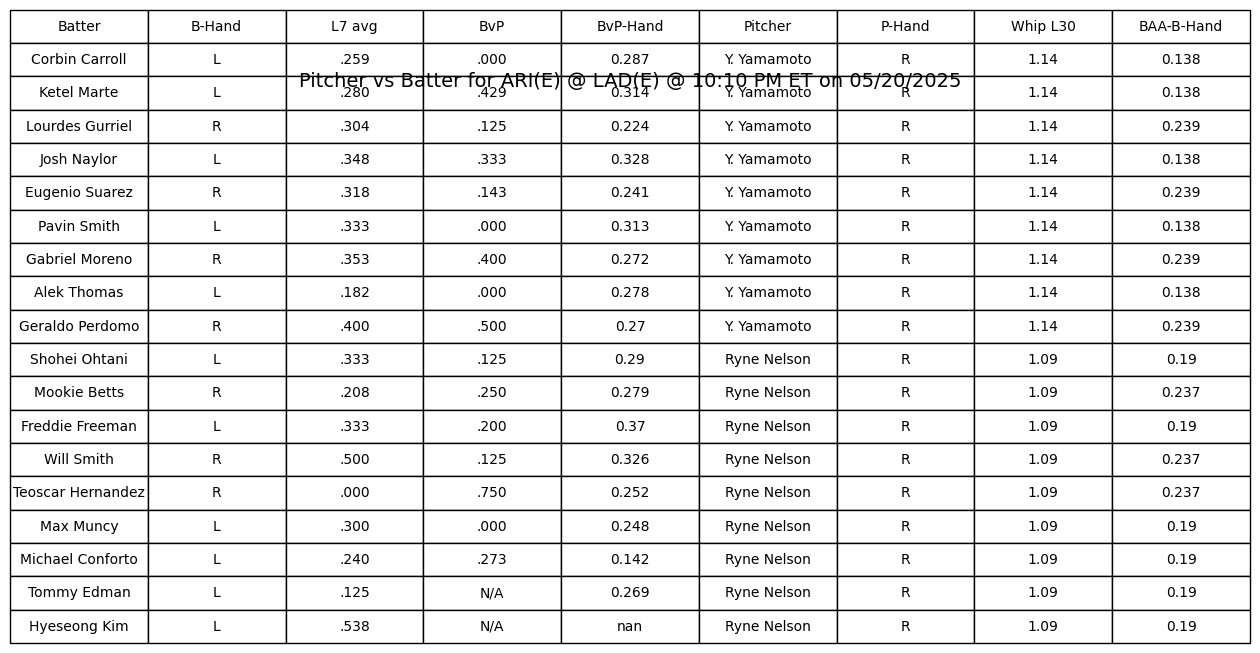 Batter B-Hand L7 avg BvP BvP-Hand Pitcher P-Hand Whip L30 BAA-B-Hand
Corbin Carroll L .259 .000 0.287 Y. Yamamoto R 1.14 0.138
Pitcher vs Batter for ARI(E) @ LAD(E) @ 10:10 PM ET on 05/20/2025
Ketel Marte L .280 .429 0.314 Y. Yamamoto R 1.14 0.138
Lourdes Gurriel R .304 .125 0.224 Y. Yamamoto R 1.14 0.239
Josh Naylor L .348 .333 0.328 Y. Yamamoto R 1.14 0.138
Eugenio Suarez R .318 .143 0.241 Y. Yamamoto R 1.14 0.239
Pavin Smith L .333 .000 0.313 Y. Yamamoto R 1.14 0.138
Gabriel Moreno R .353 .400 0.272 Y. Yamamoto R 1.14 0.239
Alek Thomas L .182 .000 0.278 Y. Yamamoto R 1.14 0.138
Geraldo Perdomo R .400 .500 0.27 Y. Yamamoto R 1.14 0.239
Shohei Ohtani L .333 .125 0.29 Ryne Nelson R 1.09 0.19
Mookie Betts R .208 .250 0.279 Ryne Nelson R 1.09 0.237
Freddie Freeman L .333 .200 0.37 Ryne Nelson R 1.09 0.19
Will Smith R .500 .125 0.326 Ryne Nelson R 1.09 0.237
Teoscar Hernandez R .000 .750 0.252 Ryne Nelson R 1.09 0.237
Max Muncy L .300 .000 0.248 Ryne Nelson R 1.09 0.19
Michael Conforto L .240 .273 0.142 Ryne Nelson R 1.09 0.19
Tommy Edman L .125 N/A 0.269 Ryne Nelson R 1.09 0.19
Hyeseong Kim L .538 N/A nan Ryne Nelson R 1.09 0.19